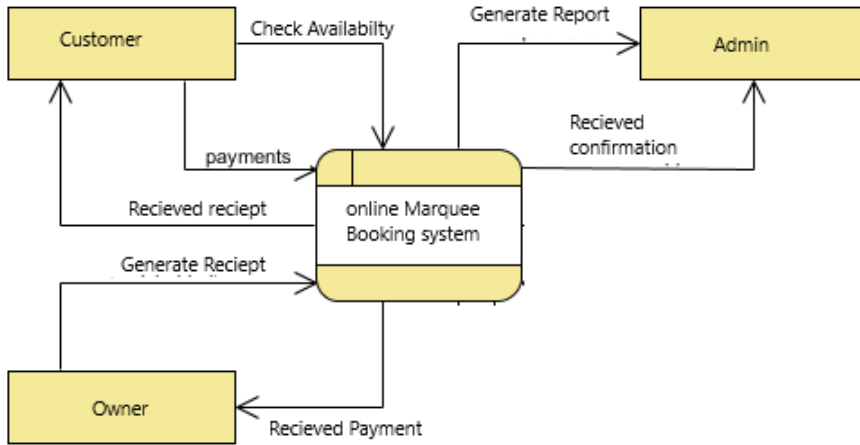 Customer
Check Availabilty
Generate Report
Admin
payments
Recieved
confirmation
Recieved reciept
online Marquee
Booking system
Generate Reciept
Owner
Recieved Payment